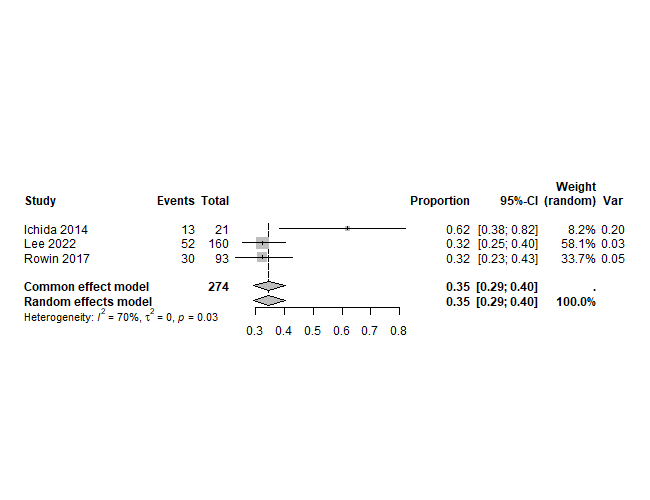 Weight
Study Events Total Proportion 95%-CI (random) Var
Ichida 2014 13 21 0.62 [0.38; 0.82] 8.2% 0.20
Lee 2022 52 160 0.32 [0.25; 0.40] 58.1% 0.03
Rowin 2017 30 93 0.32 [0.23; 0.43] 33.7% 0.05
Common effect model 274 0.35 [0.29; 0.40] .
Random effects model 0.35 [0.29; 0.40] 100.0%
Heterogeneity: I² = 70%, τ² = 0, p = 0.03
0.3 0.4 0.5 0.6 0.7 0.8